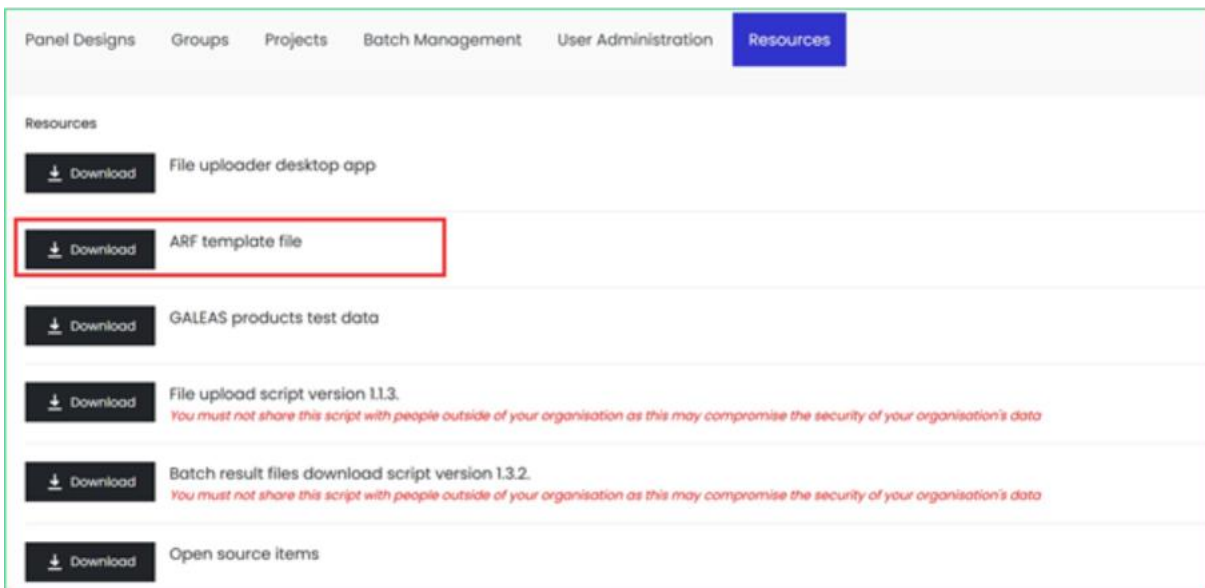 Panel Designs Groups Projects Batch Management User Administration Resources
Resources
Download File uploader desktop app
Download ARF template file
Download GALEAS products test data
Download File upload script version 1.1.3.
You must not share this script with people outside of your organisation as this may compromise the security of your organisation's data
Download Batch result files download script version 1.3.2.
You must not share this script with people outside of your organisation as this may compromise the security of your organisation's data
Download Open source items